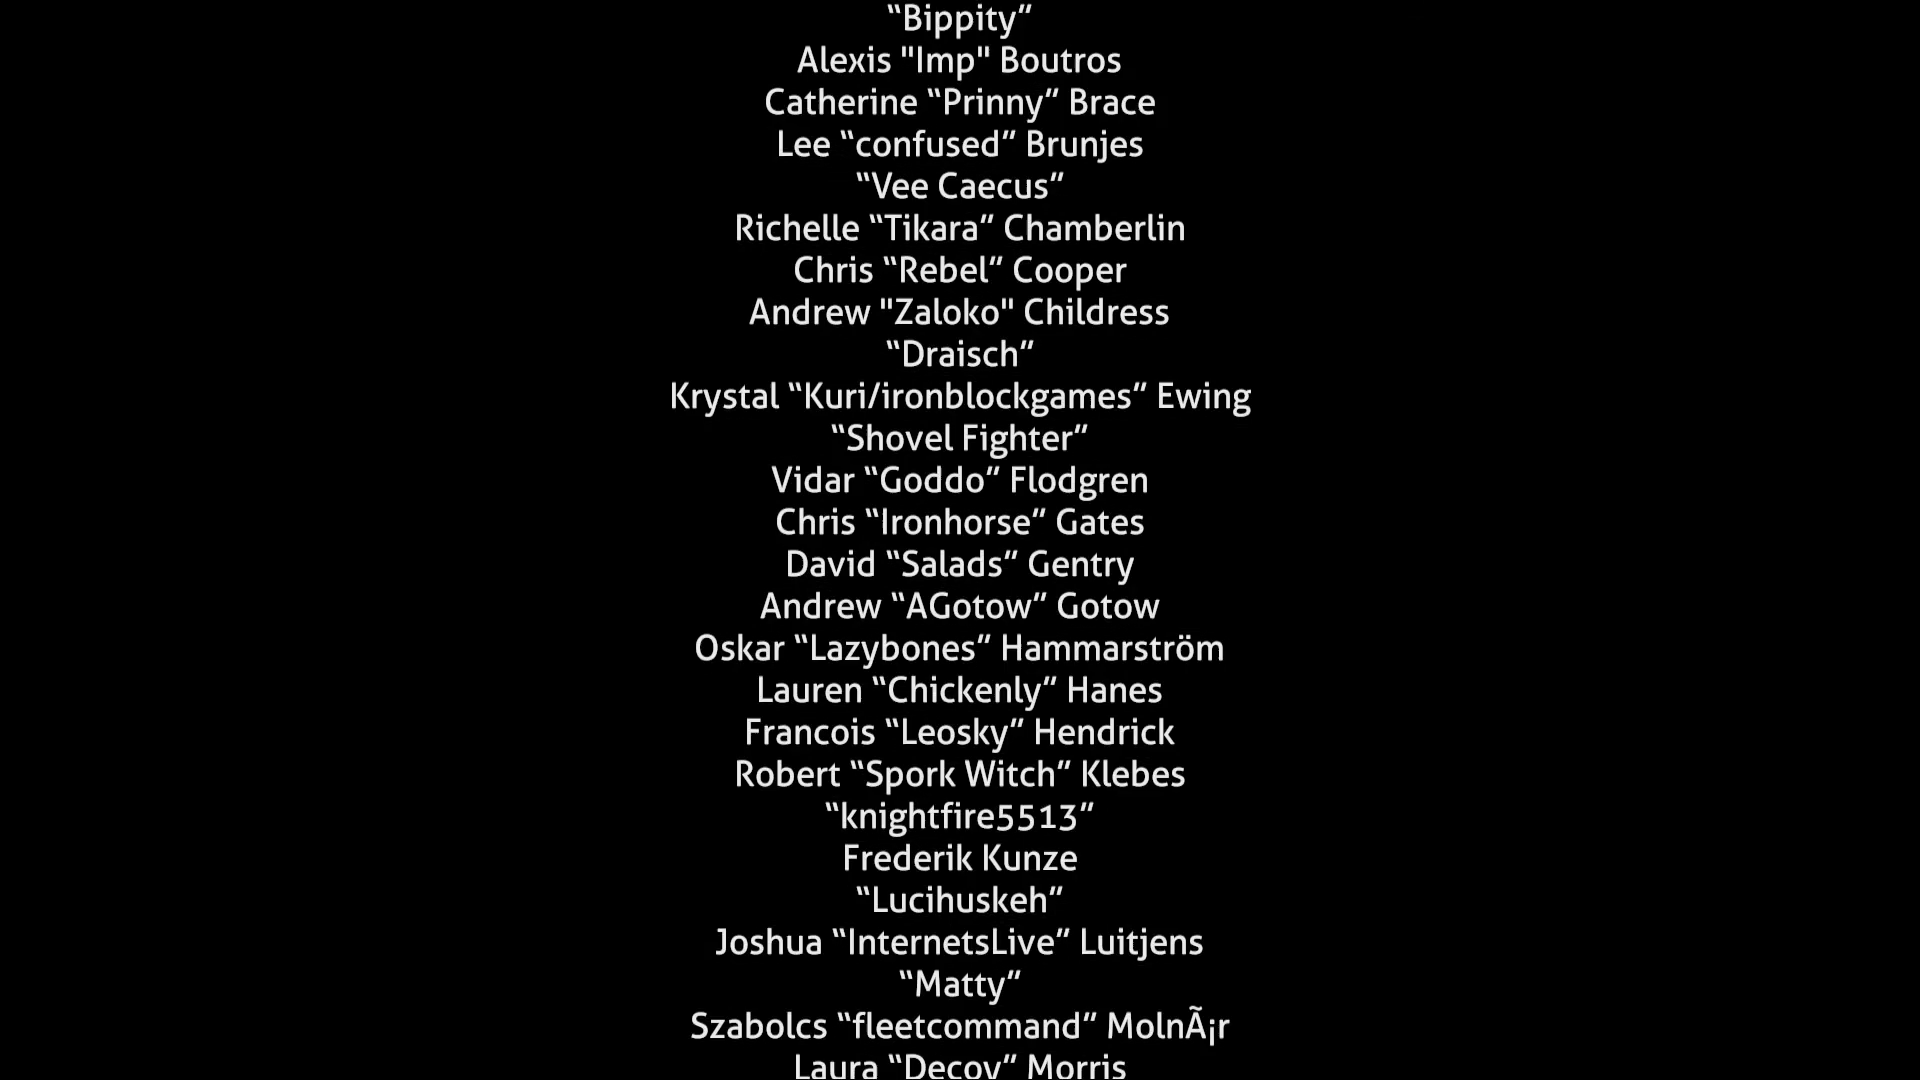 “Bippity”
Alexis "Imp" Boutros
Catherine “Prinny” Brace
Lee “confused” Brunjes
“Vee Caecus”
Richelle “Tikara” Chamberlin
Chris “Rebel” Cooper
Andrew "Zaloko" Childress
“Draisch”
Krystal “Kuri/ironblockgames” Ewing
“Shovel Fighter”
Vidar “Goddo” Flodgren
Chris “Ironhorse” Gates
David “Salads” Gentry
Andrew “AGotow” Gotow
Oskar “Lazybones” Hammarström
Lauren “Chickenly” Hanes
Francois “Leosky” Hendrick
Robert “Spork Witch” Klebes
“knightfire5513”
Frederik Kunze
“Lucihuskeh”
Joshua “InternetsLive” Luitjens
“Matty”
Szabolcs “fleetcommand” MolnÃ¡r
Laura “Decoy” Morris